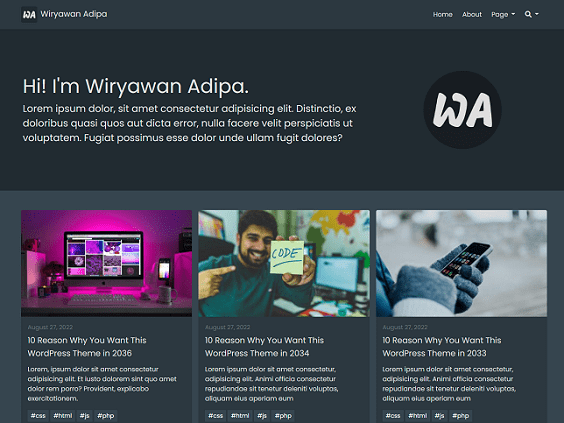 WA Wiryawan Adipa Home About Page
Hi! I'm Wiryawan Adipa.
Lorem ipsum dolor, sit amet consectetur adipisicing elit. Distinctio, ex
doloribus quasi quos aut dicta error, nulla facere velit perspiciatis ut
voluptatem. Fugiat possimus esse dolor unde ullam fugit dolores?
WA
CODE
August 27, 2022
10 Reason Why You Want This
WordPress Theme in 2036
Lorem ipsum dolor sit amet consectetur,
adipisicing elit. Et iusto dolorem sint quo amet
dolor rem porro? Provident, explicabo
exercitationem.
#css #html #js #php
August 27, 2022
10 Reason Why You Want This
WordPress Theme in 2034
Lorem, ipsum dolor sit amet consectetur
adipisicing elit. Animi officia consectetur
repudiandae sit tenetur deleniti voluptas,
aliquam eius aperiam eum
#css #html #js #php
August 27, 2022
10 Reason Why You Want This
WordPress Theme in 2033
Lorem, ipsum dolor sit amet consectetur
adipisicing elit. Animi officia consectetur
repudiandae sit tenetur deleniti voluptas,
aliquam eius aperiam eum
#css #html #js #php